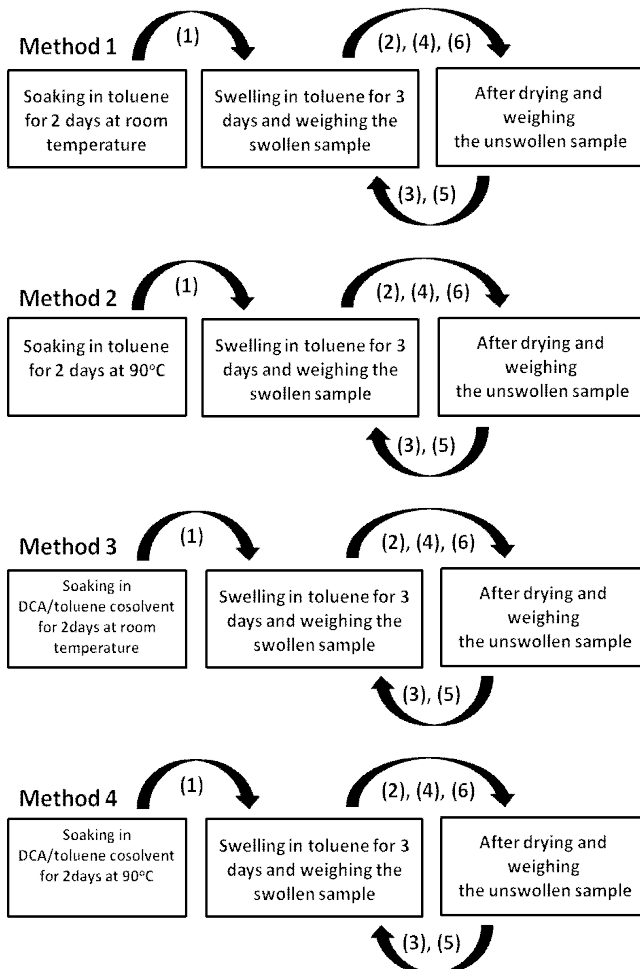 Method 1
(1)
(2), (4), (6)
Soaking in toluene
for 2 days at room
temperature
Swelling in toluene for 3
days and weighing the
swollen sample
After drying and
weighing
the unswollen sample
(3), (5)
Method 2
(1)
(2), (4), (6)
Soaking in toluene
for 2 days at 90°C
Swelling in toluene for 3
days and weighing the
swollen sample
After drying and
weighing
the unswollen sample
(3), (5)
Method 3
(1)
(2), (4), (6)
Soaking in
DCA/toluene cosolvent
for 2days at room
temperature
Swelling in toluene for 3
days and weighing the
swollen sample
After drying and
weighing
the unswollen sample
(3), (5)
Method 4
(1)
(2), (4), (6)
Soaking in
DCA/toluene cosolvent
for 2days at 90°C
Swelling in toluene for 3
days and weighing the
swollen sample
After drying and
weighing
the unswollen sample
(3), (5)